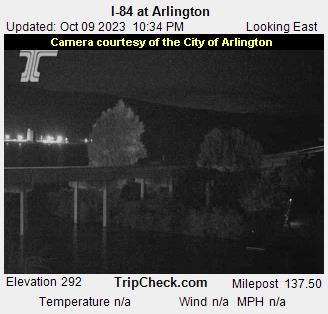 I-84 at Arlington
Updated: Oct 09 2023 10:34 PM Looking East
Camera courtesy of the City of Arlington
Elevation 292 TripCheck.com Milepost 137.50
Temperature n/a Wind n/a MPH n/a